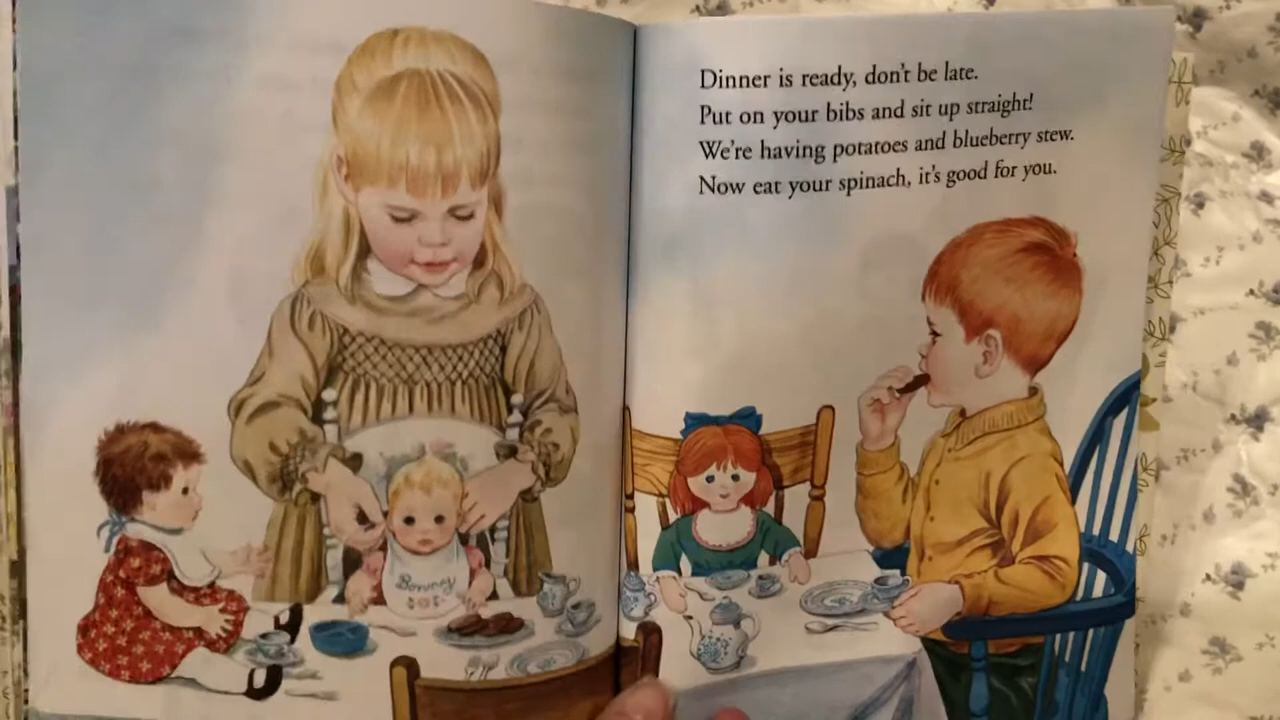 Dinner is ready, don't be late.
Put on your bibs and sit up straight!
We're having potatoes and blueberry stew.
Now eat your spinach, it's good for you.